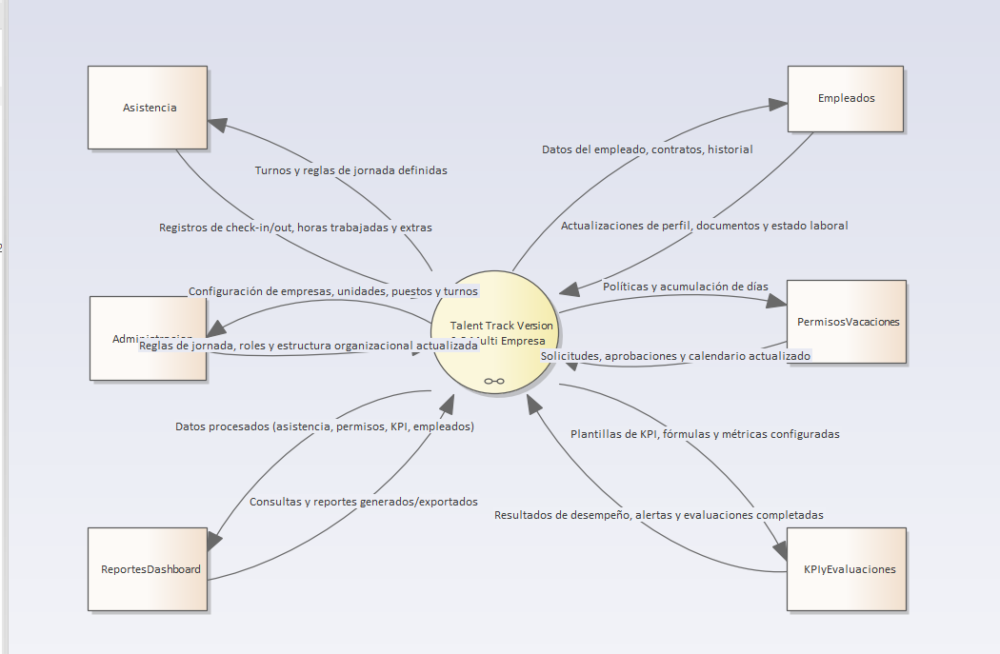 Asistencia
Empleados
Datos del empleado, contratos, historial
Turnos y reglas de jornada definidas
Registros de check-in/out, horas trabajadas y extras
Actualizaciones de perfil, documentos y estado laboral
Configuración de empresas, unidades, puestos y turnos
Políticas y acumulación de días
Talent Track Version
Multi Empresa
PermisosVacaciones
Administracion
Reglas de jornada, roles y estructura organizacional actualizada
Solicitudes, aprobaciones y calendario actualizado
Datos procesados (asistencia, permisos, KPI, empleados)
Plantillas de KPI, fórmulas y métricas configuradas
Consultas y reportes generados/exportados
Resultados de desempeño, alertas y evaluaciones completadas
ReportesDashboard
KPIyEvaluaciones